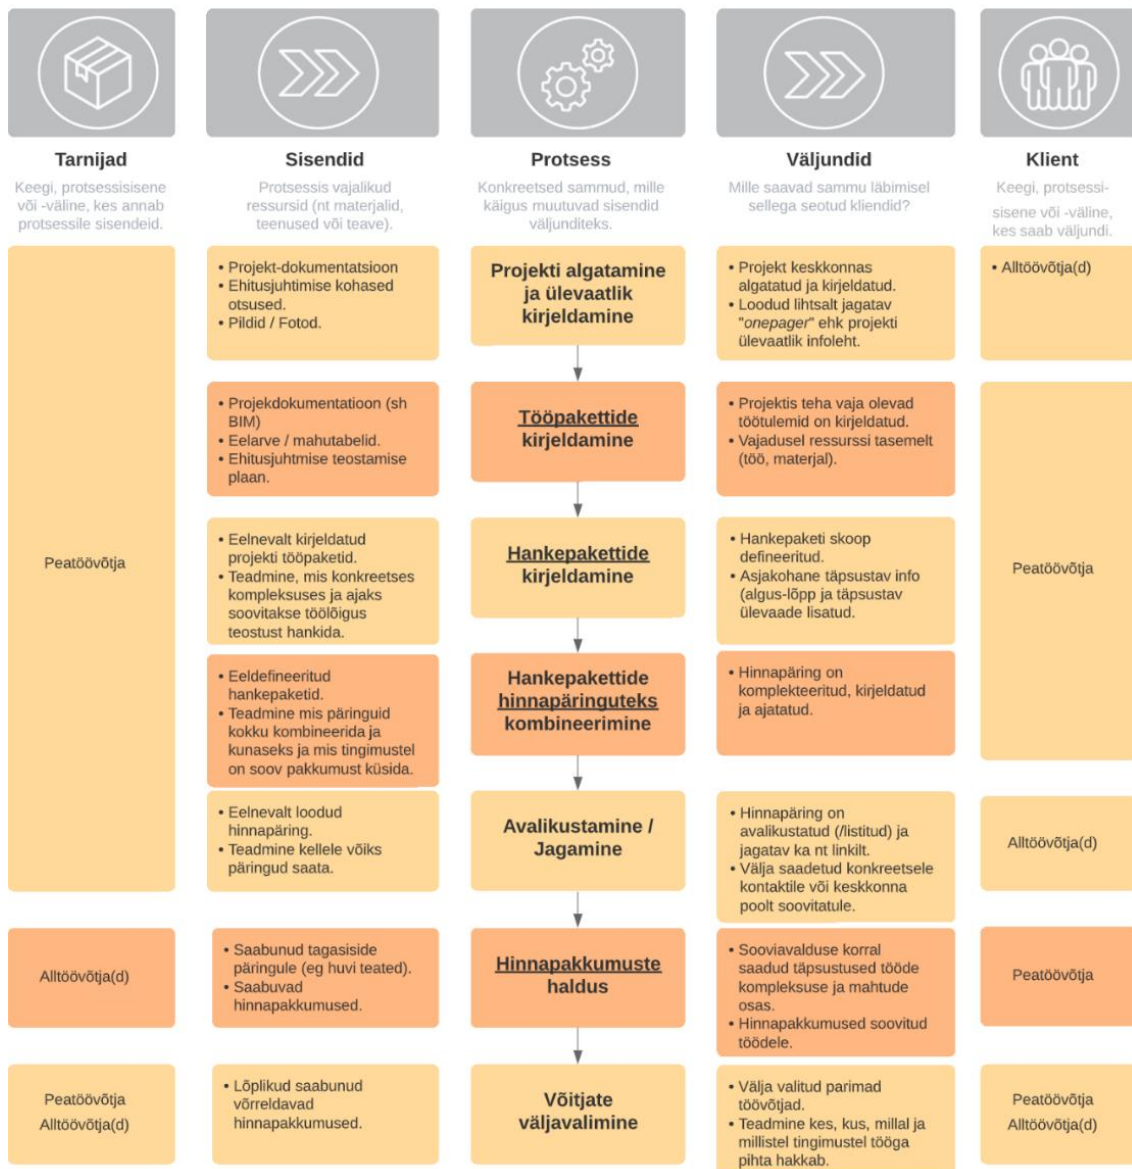 Tarnijad
Keegi, protsessisisene
või -väline, kes annab
protsessile sisendeid.
Sisendid
Protsessis vajalikud
ressursid (nt materjalid,
teenused või teave).
Protsess
Konkreetsed sammud, mille
käigus muutuvad sisendid
väljunditeks.
Väljundid
Mille saavad sammu läbimisel
sellega seotud kliendid?
Klient
Keegi, protsessi-
sisene või -väline,
kes saab väljundi.
Peatöövõtja
• Projekt-dokumentatsioon
• Ehitusjuhtimise kohased
otsused.
• Pildid / Fotod.
Projekti algatamine
ja ülevaatlik
kirjeldamine
• Projekt keskkonnas
algatatud ja kirjeldatud.
• Loodud lihtsalt jagatav
"onepager" ehk projekti
ülevaatlik infoleht.
• Alltöövõtja(d)
• Projekdokumentatioon (sh
BIM)
• Eelarve / mahutabelid.
• Ehitusjuhtmise teostamise
plaan.
Tööpakettide
kirjeldamine
• Projektis teha vaja olevad
töötulemid on kirjeldatud.
• Vajadusel ressurssi tasemelt
(töö, materjal).
Peatöövõtja
• Eelnevalt kirjeldatud
projekti tööpaketid.
• Teadmine, mis konkreetses
kompleksuses ja ajaks
soovitakse töölõigus
teostust hankida.
Hankepakettide
kirjeldamine
• Hankepaketi skoop
defineeritud.
• Asjakohane täpsustav info
(algus-lõpp ja täpsustav
ülevaade lisatud.
• Eeldefineeritud
hankepaketid.
• Teadmine mis päringuid
kokku kombineerida ja
kunaseks ja mis tingimustel
on soov pakkumust küsida.
Hankepakettide
hinnapäringuteks
kombineerimine
• Hinnapäring on
komplekteeritud, kirjeldatud
ja ajatatud.
• Eelnevalt loodud
hinnapäring.
• Teadmine kellele võiks
päringud saata.
Avalikustamine /
Jagamine
• Hinnapäring on
avalikustatud (/listitud) ja
jagatav ka nt linkilt.
• Välja saadetud konkreetsele
kontaktile või keskkonna
poolt soovitatule.
Alltöövõtja(d)
Alltöövõtja(d)
• Saabunud tagasiside
päringule (eg huvi teated).
• Saabuvad
hinnapakkumused.
Hinnapakkumuste
haldus
• Sooviavalduse korral
saadud täpsustused tööde
kompleksuse ja mahtude
osas.
• Hinnapakkumused soovitud
töödele.
Peatöövõtja
Peatöövõtja
Alltöövõtja(d)
• Lõplikud saabunud
võrreldavad
hinnapakkumused.
Võitjate
väljavalimine
• Välja valitud parimad
töövõtjad.
• Teadmine kes, kus, millal ja
millistel tingimustel tööga
pihta hakkab.
Peatöövõtja
Alltöövõtja(d)